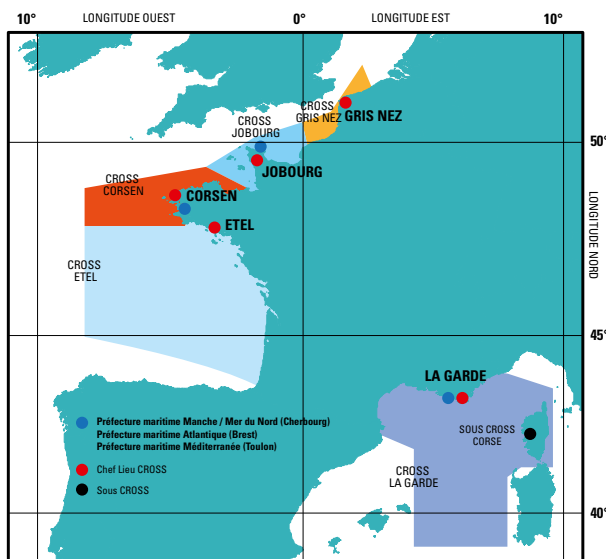 10°
LONGITUDE OUEST
0°
LONGITUDE EST
10°
CROSS
GRIS NEZ
GRIS NEZ
CROSS
JOBOURG
50°
JOBOURG
CROSS
CORSEN
CORSEN
ETEL
LONGITUDE NORD
CROSS
ETEL
45°
LA GARDE
Préfecture maritime Manche / Mer du Nord (Cherbourg)
Préfecture maritime Atlantique (Brest)
Préfecture maritime Méditerranée (Toulon)
SOUS CROSS
CORSE
Chef Lieu CROSS
CROSS
LA GARDE
Sous CROSS
40°